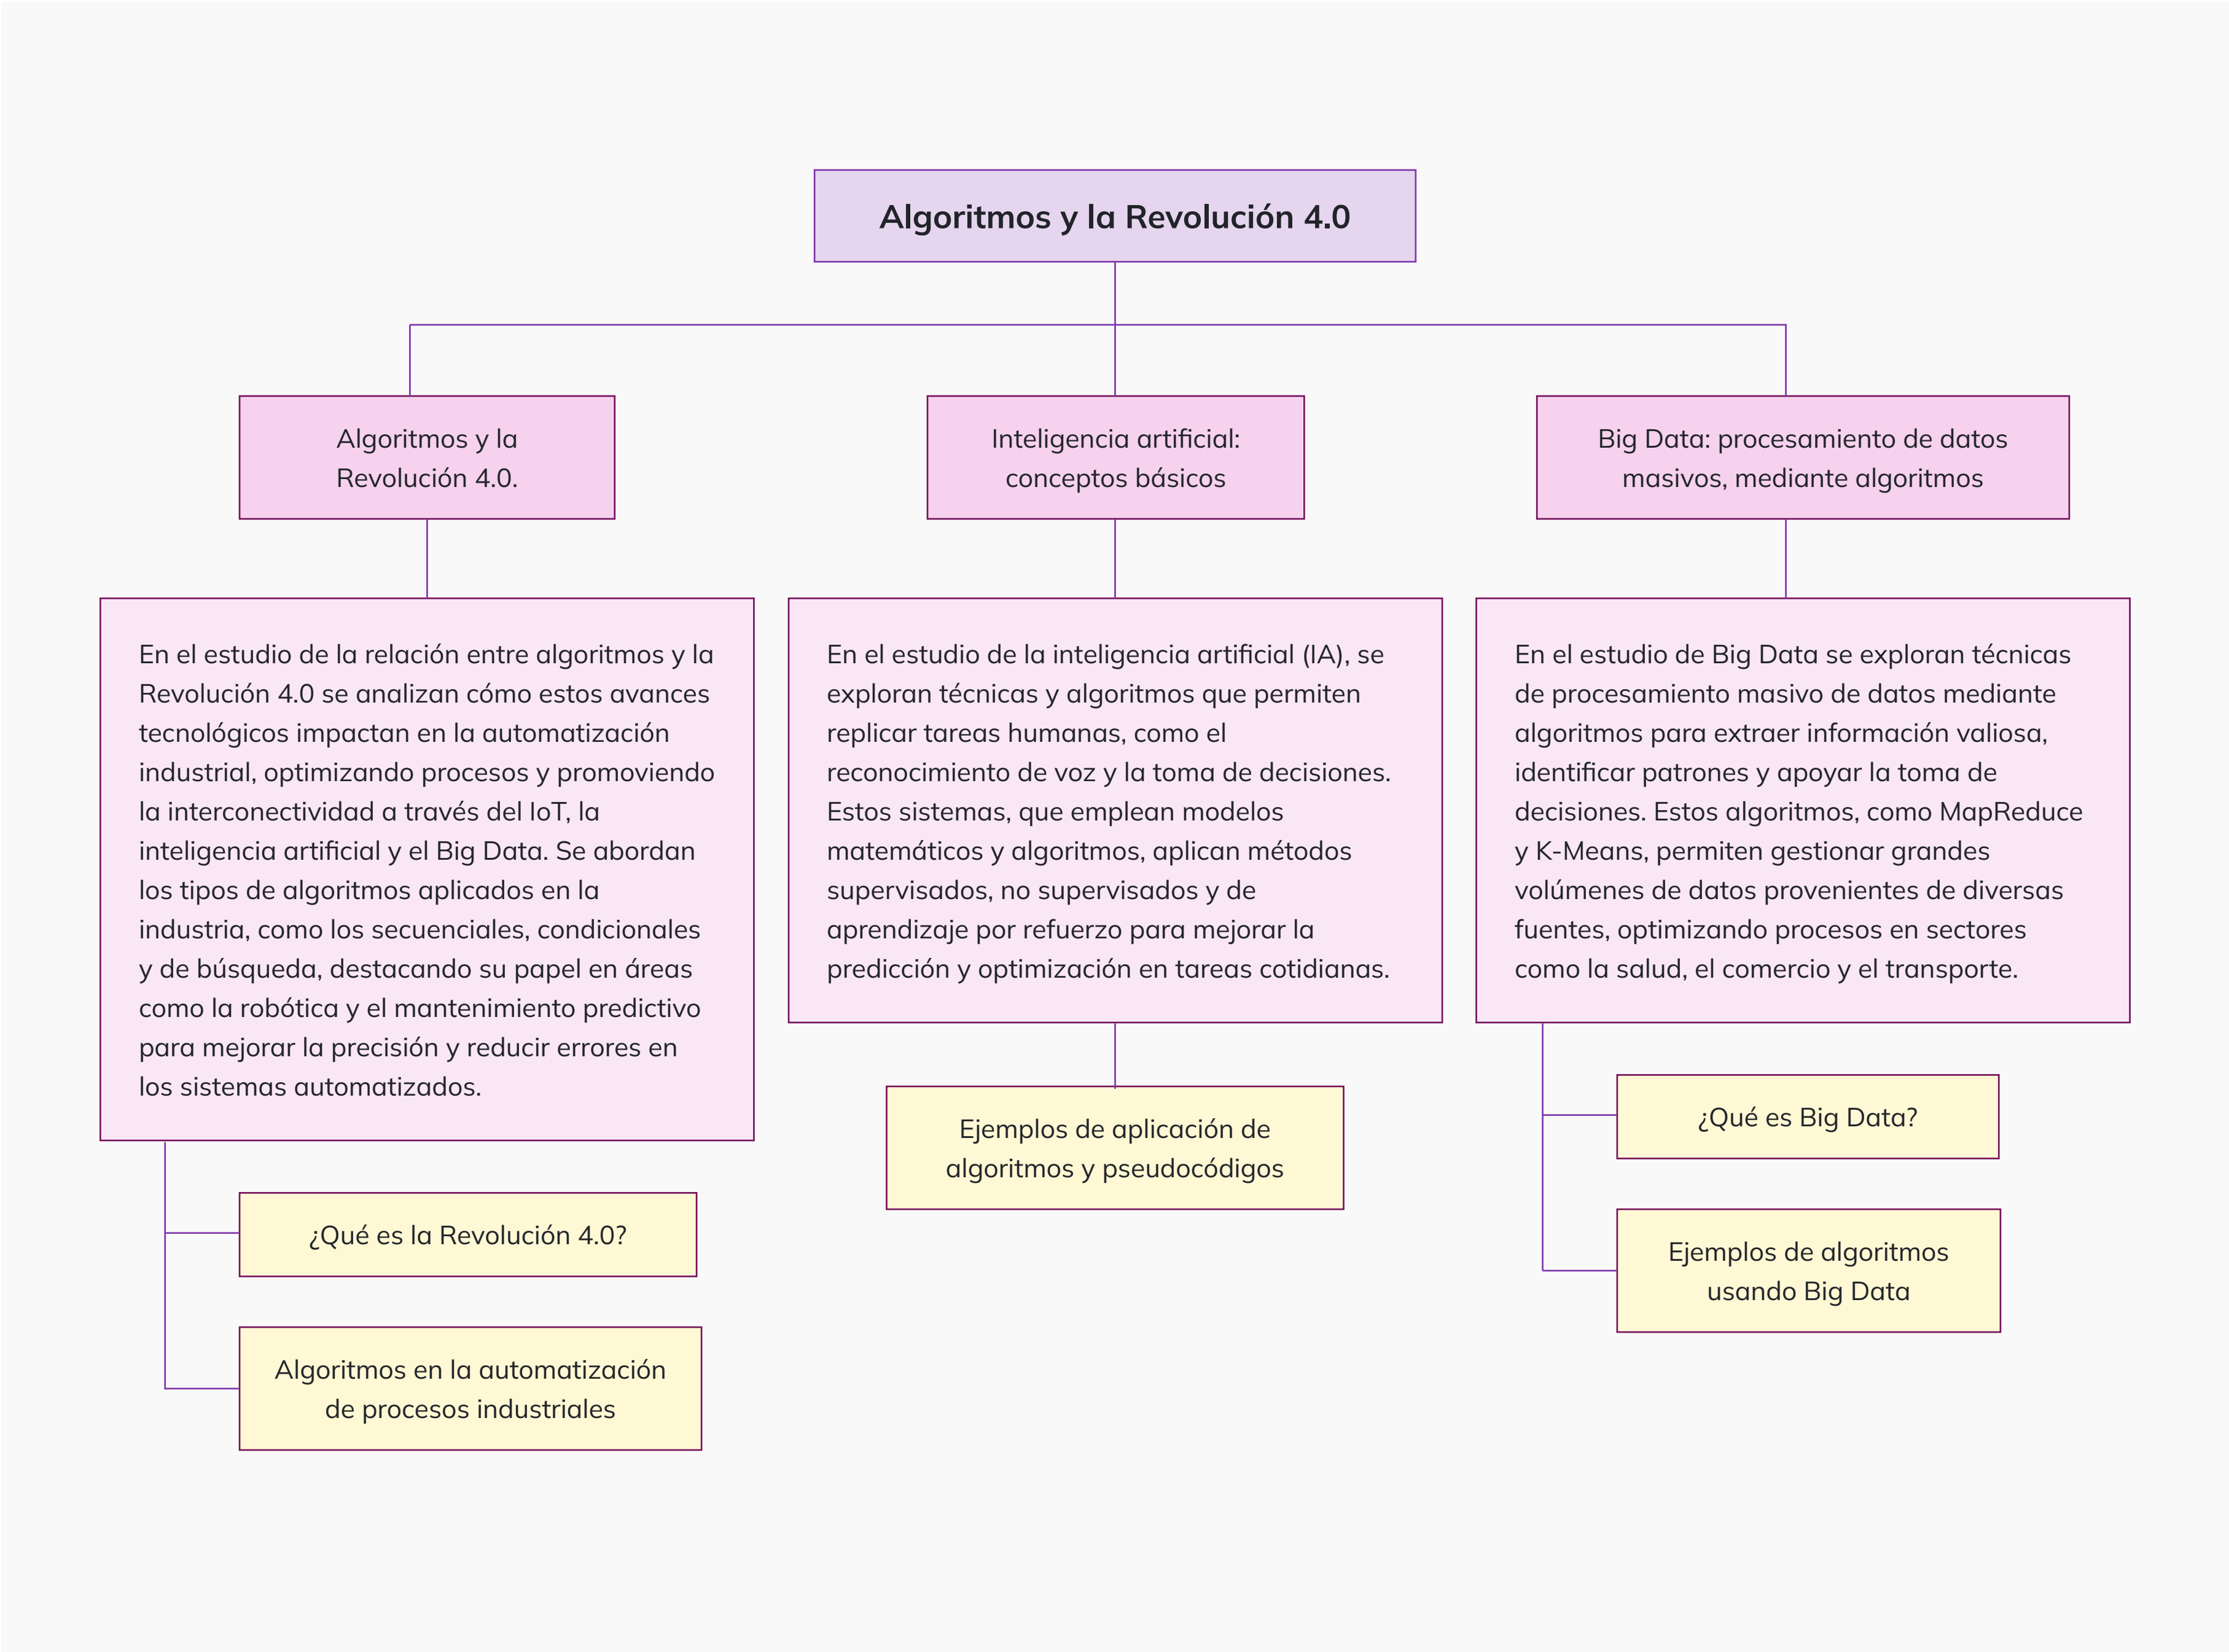 Algoritmos y la Revolución 4.0
Algoritmos y la
Revolución 4.0.
En el estudio de la relación entre algoritmos y la
Revolución 4.0 se analizan cómo estos avances
tecnológicos impactan en la automatización
industrial, optimizando procesos y promoviendo
la interconectividad a través del IoT, la
inteligencia artificial y el Big Data. Se abordan
los tipos de algoritmos aplicados en la
industria, como los secuenciales, condicionales
y de búsqueda, destacando su papel en áreas
como la robótica y el mantenimiento predictivo
para mejorar la precisión y reducir errores en
los sistemas automatizados.
¿Qué es la Revolución 4.0?
Algoritmos en la automatización
de procesos industriales
Inteligencia artificial:
conceptos básicos
En el estudio de la inteligencia artificial (IA), se
exploran técnicas y algoritmos que permiten
replicar tareas humanas, como el
reconocimiento de voz y la toma de decisiones.
Estos sistemas, que emplean modelos
matemáticos y algoritmos, aplican métodos
supervisados, no supervisados y de
aprendizaje por refuerzo para mejorar la
predicción y optimización en tareas cotidianas.
Ejemplos de aplicación de
algoritmos y pseudocódigos
Big Data: procesamiento de datos
masivos, mediante algoritmos
En el estudio de Big Data se exploran técnicas
de procesamiento masivo de datos mediante
algoritmos para extraer información valiosa,
identificar patrones y apoyar la toma de
decisiones. Estos algoritmos, como MapReduce
y K-Means, permiten gestionar grandes
volúmenes de datos provenientes de diversas
fuentes, optimizando procesos en sectores
como la salud, el comercio y el transporte.
¿Qué es Big Data?
Ejemplos de algoritmos
usando Big Data